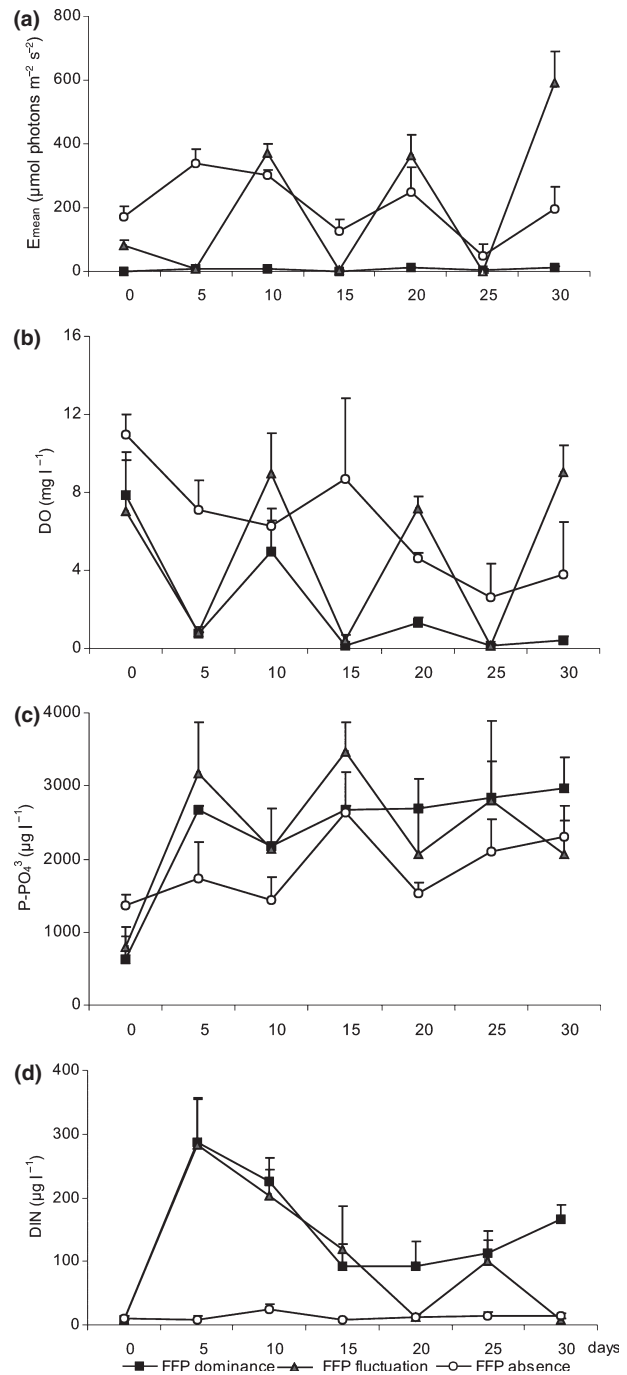 (a)
800
600
400
200
0
E mean (µmol photons m⁻² s⁻²)
0 5 10 15 20 25 30
(b)
16
12
8
4
0
DO (mg l⁻¹)
0 5 10 15 20 25 30
(c)
4000
3000
2000
1000
0
P-PO₄³ (µg l⁻¹)
0 5 10 15 20 25 30
(d)
400
300
200
100
0
DIN (µg l⁻¹)
0 5 10 15 20 25 30 days
FFP dominance FFP fluctuation FFP absence